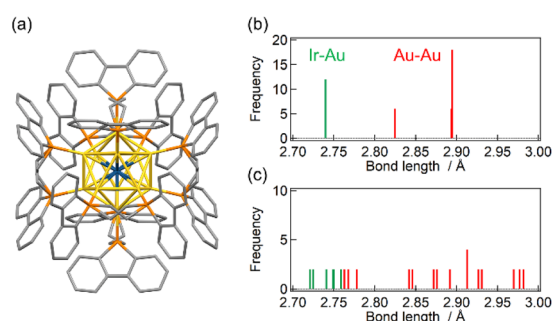 (a)
(b)
Ir-Au Au-Au
Frequency
20
15
10
5
0
2.70 2.75 2.80 2.85 2.90 2.95 3.00
Bond length / Å
(c)
Frequency
10
5
0
2.70 2.75 2.80 2.85 2.90 2.95 3.00
Bond length / Å